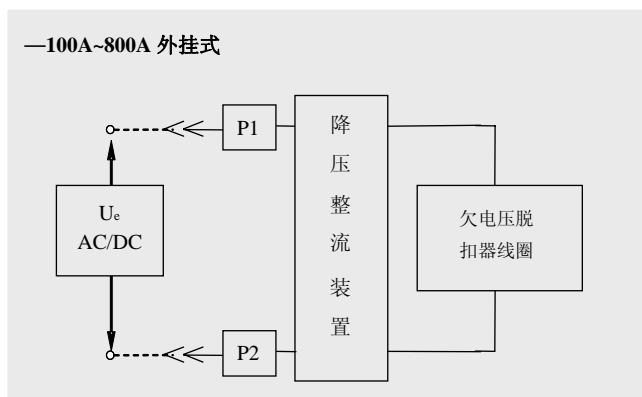 —100A~800A 外挂式
P1
降
压
整
流
装
置
Ue
AC/DC
欠电压脱
扣器线圈
P2